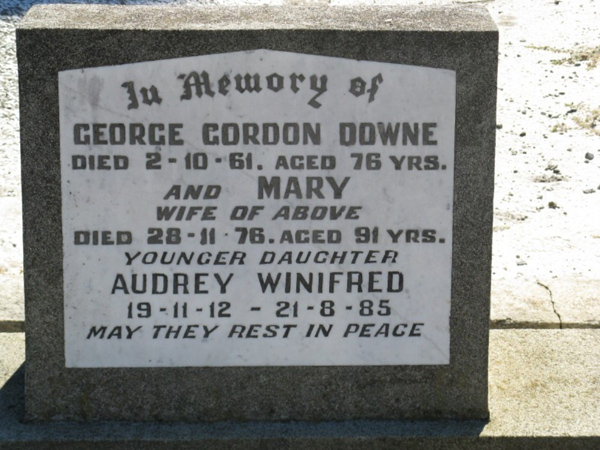 In Memory of
GEORGE GORDON DOWNE
DIED 2-10-61. AGED 76 YRS.
AND MARY
WIFE OF ABOVE
DIED 28-11-76. AGED 91 YRS.
YOUNGER DAUGHTER
AUDREY WINIFRED
19-11-12 - 21-8-85
MAY THEY REST IN PEACE